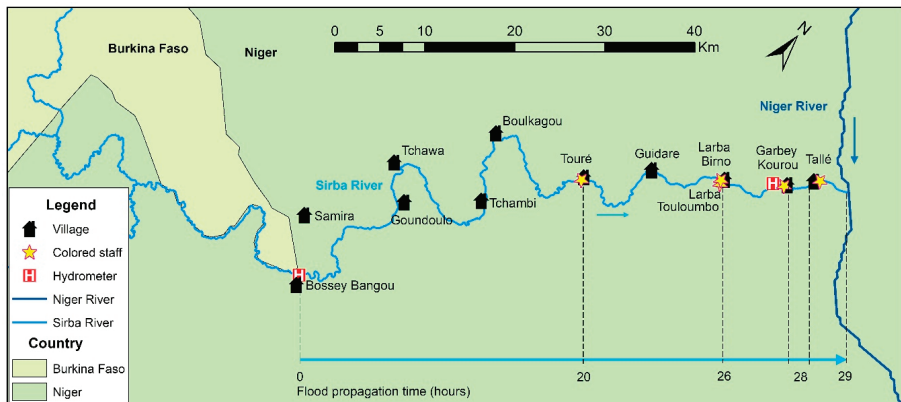 Burkina Faso
Niger
0 10 20 30 40
Km
N
Niger River
Boulkagou
Tchawa
Sirba River
Samira
Goundoulo
Tchambi
Touré
Guidare
Larba
Birno
Larba
Touloumbo
Garbey
Kourou
Tallé
H
H
Bossey Bangou
Legend
Village
Colored staff
H Hydrometer
Niger River
Sirba River
Country
Burkina Faso
Niger
0 20 26 28 29
Flood propagation time (hours)